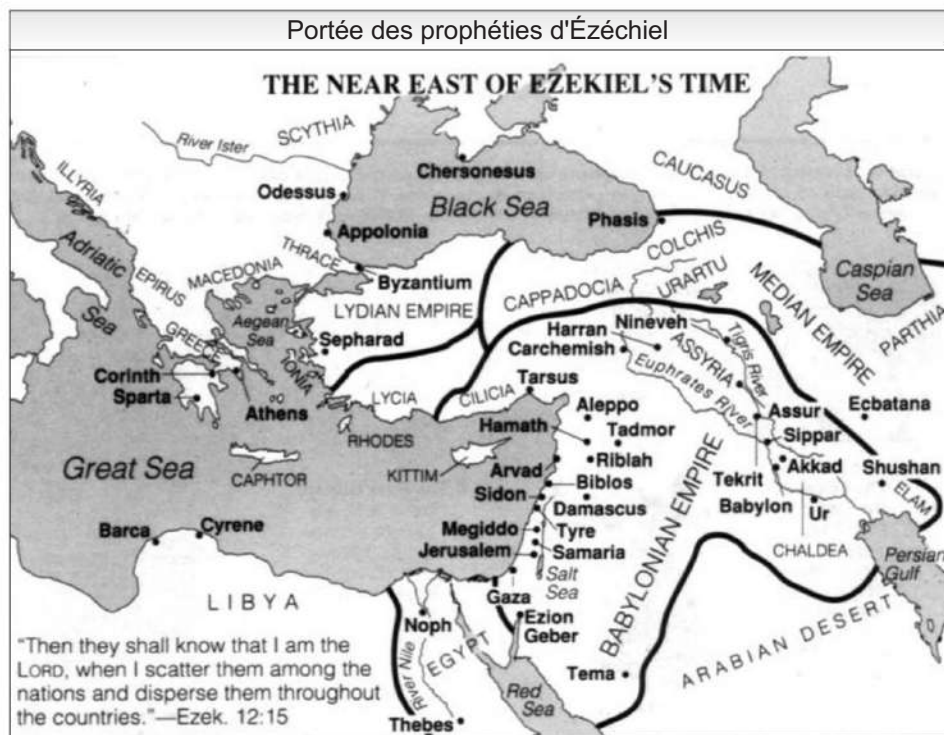 Portée des prophéties d'Ézéchiel
THE NEAR EAST OF EZEKIEL'S TIME
River Ister
SCYTHIA
CAUCASUS
ILLYRIA
Chersonesus
Odessus
Black Sea
Phasis
Appolonia
COLCHIS
Adriatic
Sea
EPIRUS
MACEDONIA
THRACE
Byzantium
CAPPADOCIA
URARTU
MEDIAN EMPIRE
Caspian
Sea
PARTHIA
LYDIAN EMPIRE
Aegean
Sea
GREECE
Sepharad
Harran
Nineveh
Carchemish
ASSYRIA
Tigris River
Euphrates River
Corinth
Sparta
Athens
IONIA
LYCIA
CILICIA
Tarsus
Aleppo
Assur
Ecbatana
RHODES
Hamath
Tadmor
Sippar
Great Sea
CAPHTOR
KITTIM
Arvad
Riblah
Akkad
Shushan
Biblos
Tekrit
ELAM
Sidon
Damascus
Babylon
Ur
Barca
Cyrene
Megiddo
Tyre
Jerusalem
Samaria
CHALDEA
Persian
Gulf
Salt
Sea
BABYLONIAN EMPIRE
Gaza
LIBYA
Noph
Ezion
Geber
ARABIAN DESERT
EGYPT
River Nile
Tema
Red
Sea
Thebes
"Then they shall know that I am the
LORD, when I scatter them among the
nations and disperse them throughout
the countries."—Ezek. 12:15